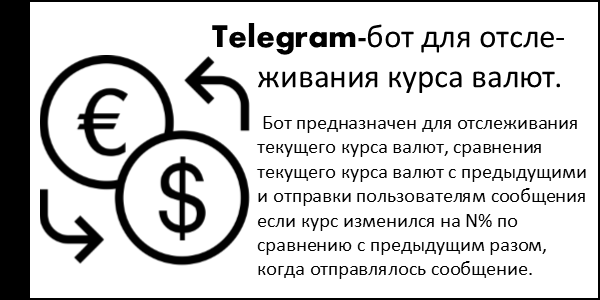 Telegram-бот для отсле-
живания курса валют.
Бот предназначен для отслеживания
текущего курса валют, сравнения
текущего курса валют с предыдущими
и отправки пользователям сообщения
если курс изменился на N% по
сравнению с предыдущим разом,
когда отправлялось сообщение.
€
$